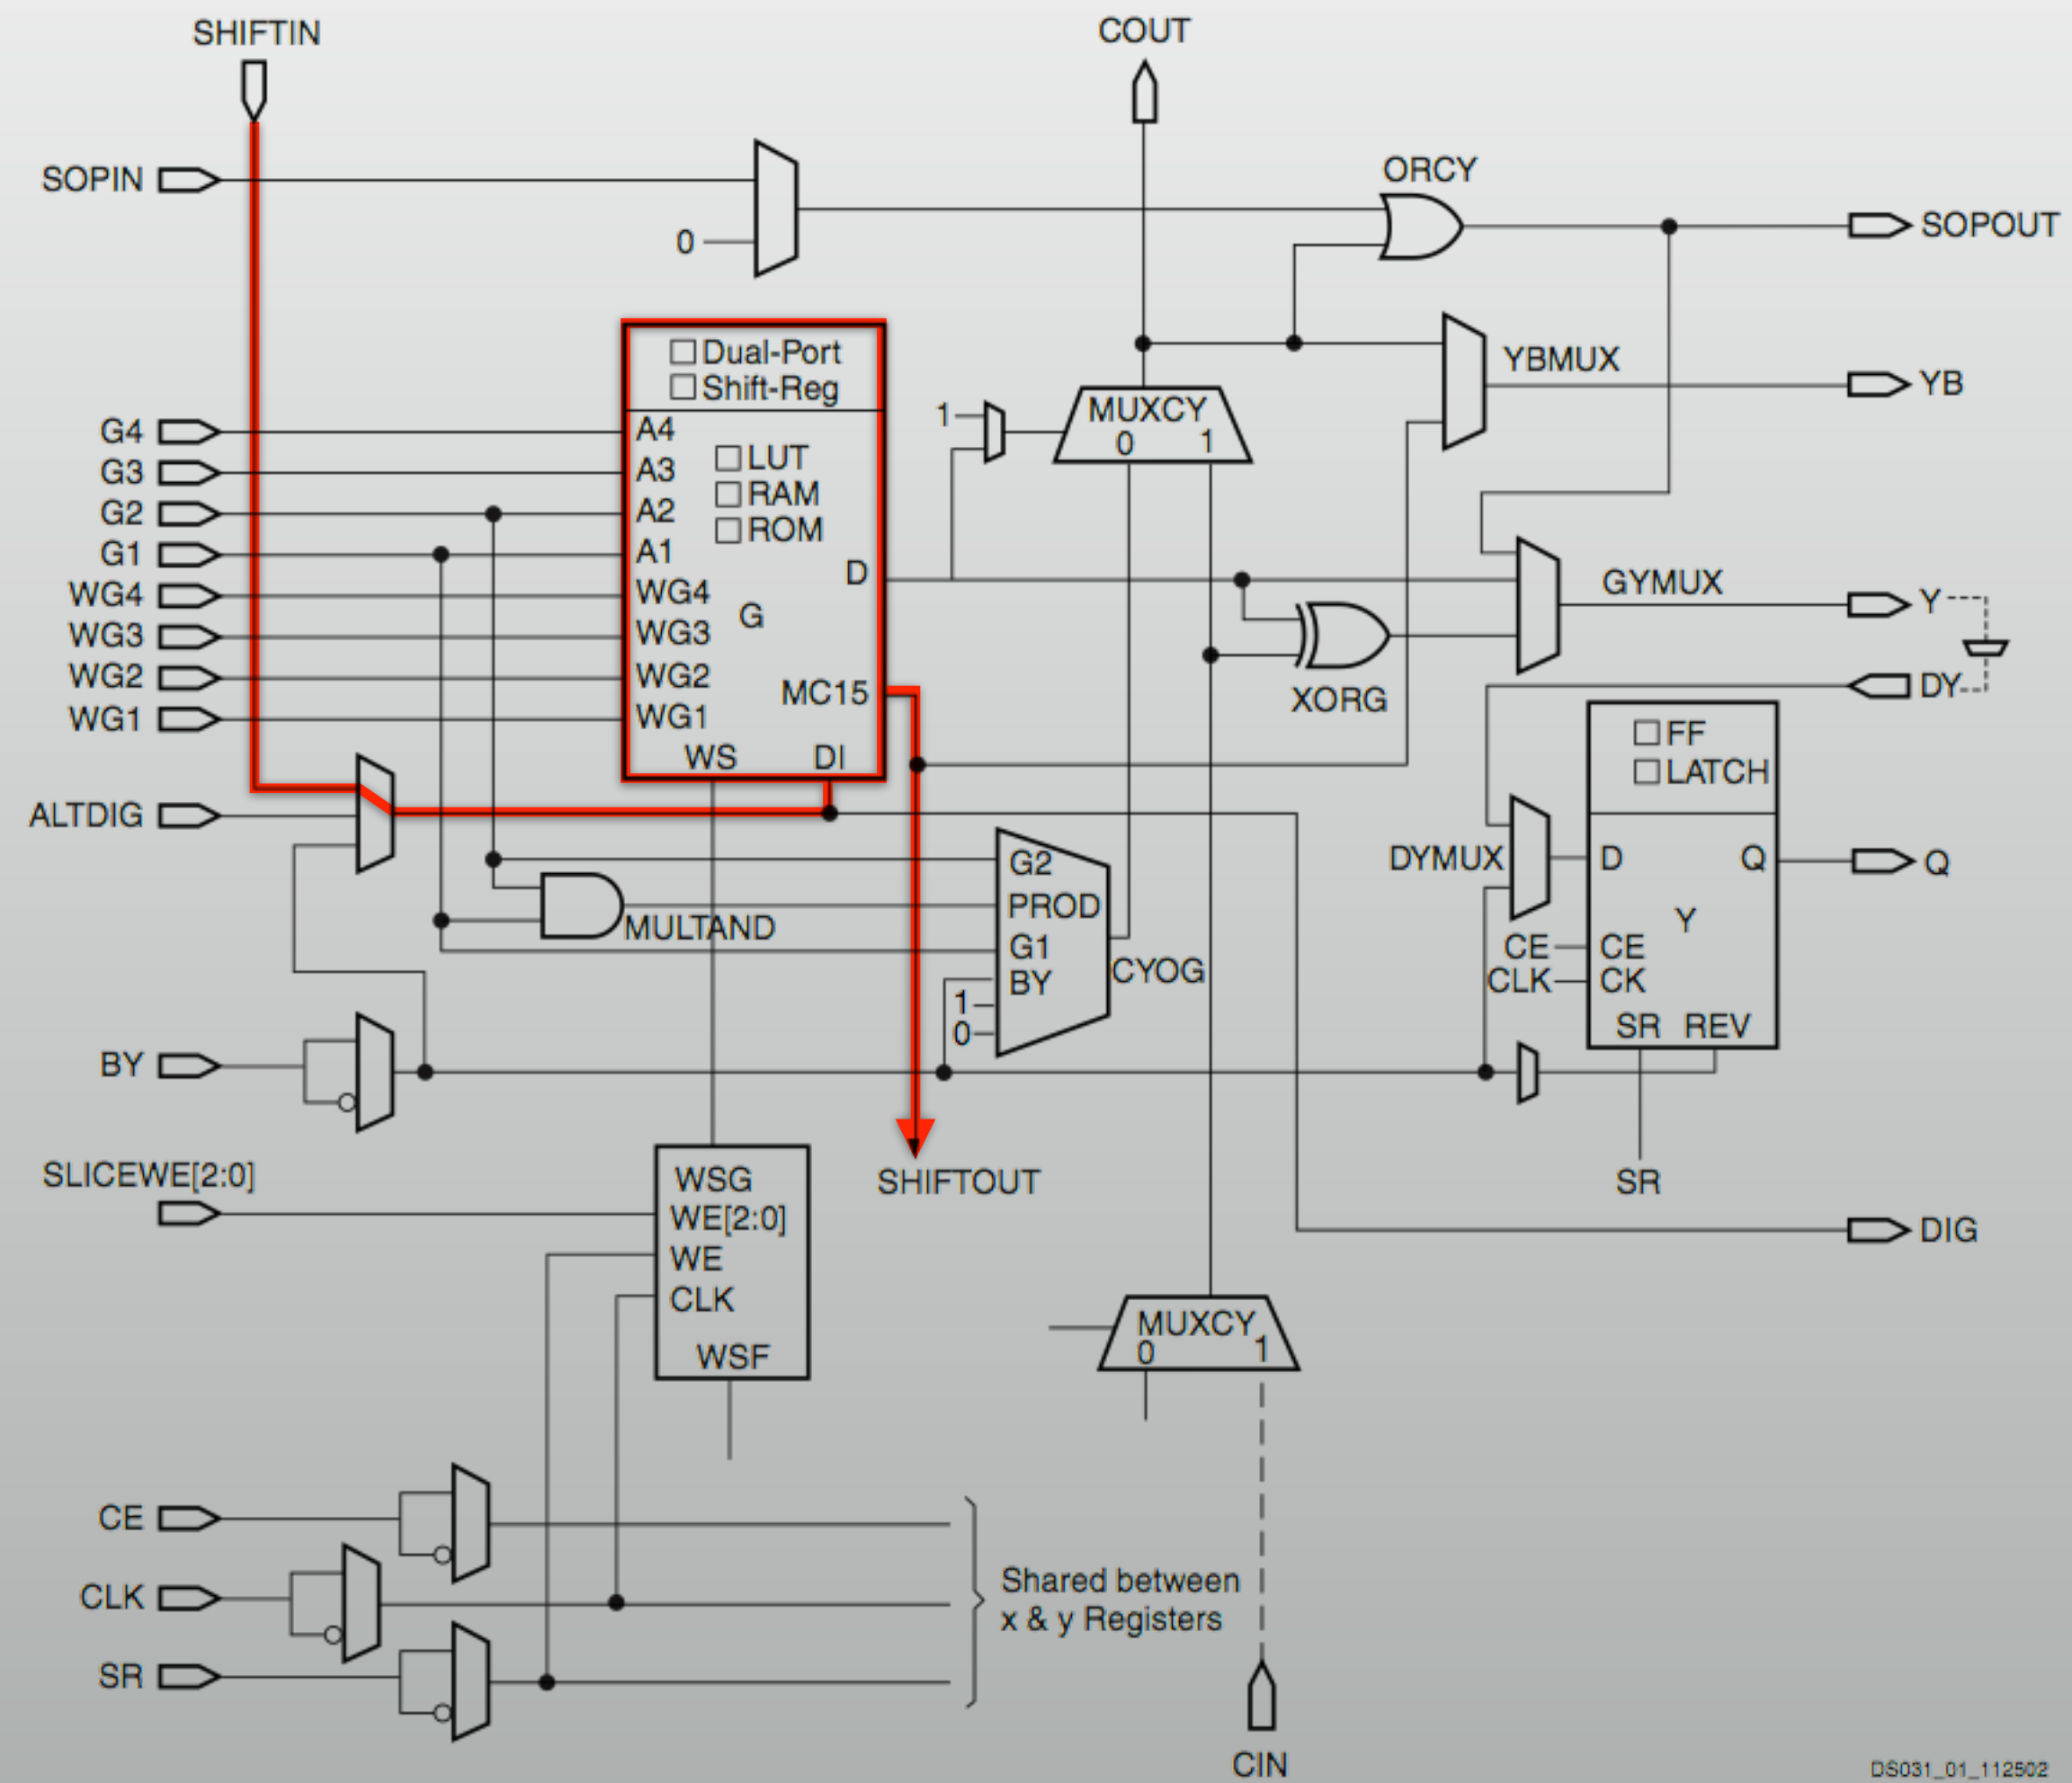 SHIFTIN
COUT
SOPIN
0
ORCY
SOPOUT
Dual-Port
Shift-Reg
G4
G3
G2
G1
WG4
WG3
WG2
WG1
A4
A3
A2
A1
WG4
WG3
WG2
WG1
LUT
RAM
ROM
G
D
MC15
WS
DI
1
MUXCY
0 1
YBMUX
YB
GYMUX
Y
XORG
DY
FF
LATCH
ALTDIG
MULTAND
G2
PROD
G1
BY
1
0
CYOG
DYMUX
D
Q
Y
CE
CLK
CE
CK
SR REV
Q
BY
SLICEWE[2:0]
WSG
WE[2:0]
WE
CLK
WSF
SHIFTOUT
SR
DIG
MUXCY
0 1
CE
CLK
SR
Shared between
x & y Registers
CIN
DS031_01_112502